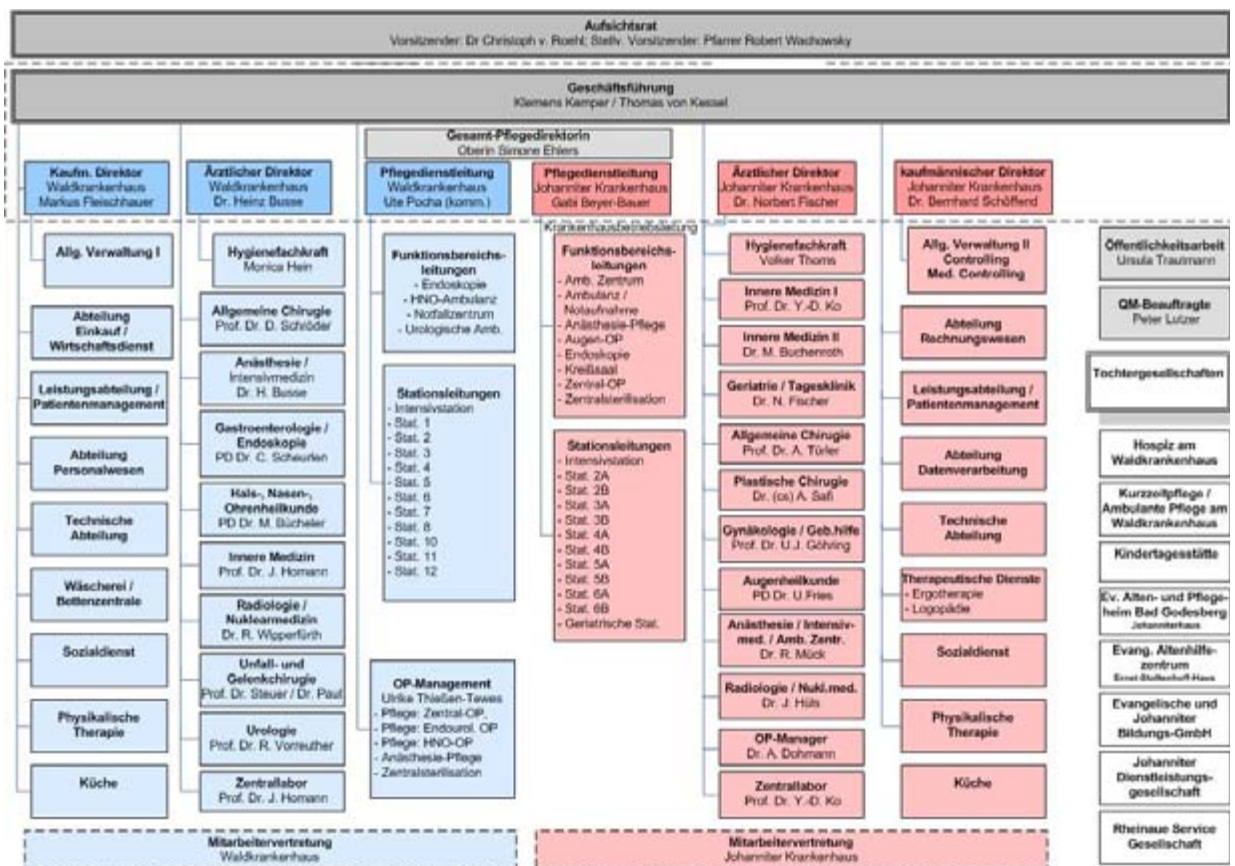 Aufsichtsrat
Vorsitzender: Dr Christoph v. Roehl; Stellv. Vorsitzender: Pfarrer Robert Wachowsky
Geschäftsführung
Klemens Kamper / Thomas von Kessel
Gesamt-Pflegedirektorin
Oberin Simone Ehlers
Kaufm. Direktor
Waldkrankenhaus
Markus Fleischhauer
Ärztlicher Direktor
Waldkrankenhaus
Dr. Heinz Busse
Pflegedienstleitung
Waldkrankenhaus
Ute Pocha (komm.)
Pflegedienstleitung
Johanniter Krankenhaus
Gabi Beyer-Bauer
Ärztlicher Direktor
Johanniter Krankenhaus
Dr. Norbert Fischer
kaufmännischer Direktor
Johanniter Krankenhaus
Dr. Bernhard Schöffend
Krankenhausbetriebsleitung
Allg. Verwaltung I
Abteilung
Einkauf /
Wirtschaftsdienst
Leistungsabteilung /
Patientenmanagement
Abteilung
Personalwesen
Technische
Abteilung
Wäscherei /
Bettenzentrale
Sozialdienst
Physikalische
Therapie
Küche
Hygienefachkraft
Monica Hein
Allgemeine Chirugie
Prof. Dr. D. Schröder
Anästhesie /
Intensivmedizin
Dr. H. Busse
Gastroenterologie /
Endoskopie
PD Dr. C. Scheurlen
Hals-, Nasen-,
Ohrenheilkunde
PD Dr. M. Bücheler
Innere Medizin
Prof. Dr. J. Homann
Radiologie /
Nuklearmedizin
Dr. R. Wipperfürth
Unfall- und
Gelenkchirugie
Prof. Dr. Steuer / Dr. Paul
Urologie
Prof. Dr. R. Vorreuther
Zentrallabor
Prof. Dr. J. Homann
Funktionsbereichs-
leitungen
- Endoskopie
- HNO-Ambulanz
- Notfallzentrum
- Urologische Amb.
Stationsleitungen
- Intensivstation
- Stat. 1
- Stat. 2
- Stat. 3
- Stat. 4
- Stat. 5
- Stat. 6
- Stat. 7
- Stat. 8
- Stat. 10
- Stat. 11
- Stat. 12
OP-Management
Ulrike Thießen-Tewes
- Pflege: Zentral-OP,
- Pflege: Endourol. OP
- Pflege: HNO-OP
- Anästhesie-Pflege
- Zentralsterilisation
Funktionsbereichs-
leitungen
- Amb. Zentrum
- Ambulanz /
Notaufnahme
- Anästhesie-Pflege
- Augen-OP
- Endoskopie
- Kreißsaal
- Zentral-OP
- Zentralsterilisation
Stationsleitungen
- Intensivstation
- Stat. 2A
- Stat. 2B
- Stat. 3A
- Stat. 3B
- Stat. 4A
- Stat. 4B
- Stat. 5A
- Stat. 5B
- Stat. 6A
- Stat. 6B
- Geriatrische Stat.
Hygienefachkraft
Volker Thoms
Innere Medizin I
Prof. Dr. Y.-D. Ko
Innere Medizin II
Dr. M. Buchenroth
Geriatrie / Tagesklinik
Dr. N. Fischer
Allgemeine Chirugie
Prof. Dr. A. Türler
Plastische Chirugie
Dr. (cs) A. Safi
Gynäkologie / Geb.hilfe
Prof. Dr. U.J. Göhring
Augenheilkunde
PD Dr. U.Fries
Anästhesie / Intensiv-
med. / Amb. Zentr.
Dr. R. Mück
Radiologie / Nukl.med.
Dr. J. Hüls
OP-Manager
Dr. A. Dohmann
Zentrallabor
Prof. Dr. Y.-D. Ko
Allg. Verwaltung II
Controlling
Med. Controlling
Abteilung
Rechnungswesen
Leistungsabteilung /
Patientenmanagement
Abteilung
Datenverarbeitung
Technische
Abteilung
Therapeutische Dienste
- Ergotherapie
- Logopädie
Sozialdienst
Physikalische
Therapie
Küche
Öffentlichkeitsarbeit
Ursula Trautmann
QM-Beauftragte
Peter Lutzer
Tochtergesellschaften
Hospiz am
Waldkrankenhaus
Kurzzeitpflege /
Ambulante Pflege am
Waldkrankenhaus
Kindertagesstätte
Ev. Alten- und Pflege-
heim Bad Godesberg
Johanniterhaus
Evang. Altenhilfe-
zentrum
Ernst-Stoltenhoff-Haus
Evangelische und
Johanniter
Bildungs-GmbH
Johanniter
Dienstleistungs-
gesellschaft
Rheinaue Service
Gesellschaft
Mitarbeitervertretung
Waldkrankenhaus
Mitarbeitervertretung
Johanniter Krankenhaus